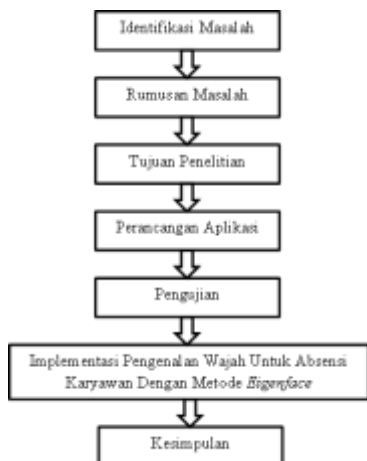 Identifikasi Masalah
Rumusan Masalah
Tujuan Penelitian
Perancangan Aplikasi
Pengujian
Implementasi Pengenalan Wajah Untuk Absensi
Karyawan Dengan Metode Eigenface
Kesimpulan